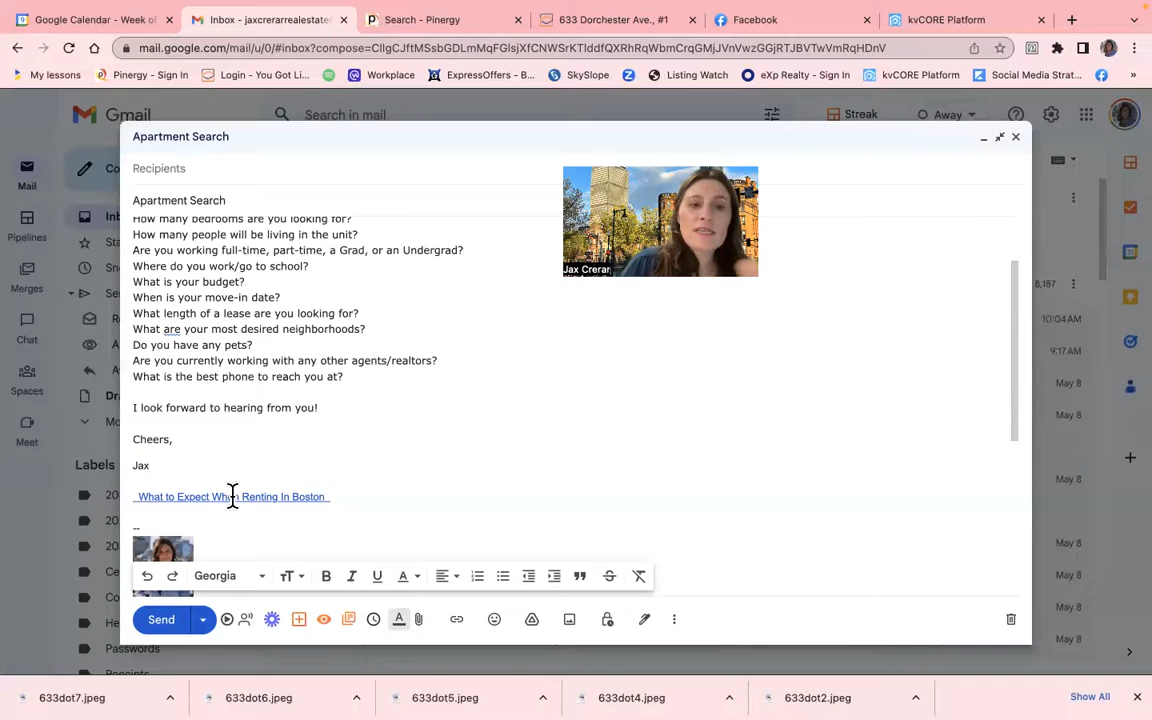 Google Calendar - Week of
Inbox - jaxcrerarrealestate
Search - Pinergy
633 Dorchester Ave., #1
Facebook
kvCORE Platform
mail.google.com/mail/u/0/#inbox?compose=CllgCJftMSsbGDLmMqFGlsjXfCNWSrKTlddfQXRhRqWbmCrqGMjJVnVwzGGjRTJBVTwVmRqHDnV
My lessons
Pinergy - Sign In
Login - You Got Li...
Workplace
ExpressOffers - B...
SkySlope
Listing Watch
eXp Realty - Sign In
kvCORE Platform
Social Media Strat...
Gmail
Search in mail
Streak
Away
Mail
Pipelines
Merges
Chat
Spaces
Meet
Labels
Apartment Search
Recipients
Apartment Search
How many bedrooms are you looking for?
How many people will be living in the unit?
Are you working full-time, part-time, a Grad, or an Undergrad?
Where do you work/go to school?
What is your budget?
When is your move-in date?
What length of a lease are you looking for?
What are your most desired neighborhoods?
Do you have any pets?
Are you currently working with any other agents/realtors?
What is the best phone to reach you at?
I look forward to hearing from you!
Cheers,
Jax
What to Expect When Renting In Boston
--
Jax Crerar
Georgia
Send
8,187
10:04AM
9:17AM
May 8
May 8
May 8
May 8
May 8
May 8
May 8
Passwords
Receipts
633dot7.jpeg
633dot6.jpeg
633dot5.jpeg
633dot4.jpeg
633dot2.jpeg
Show All